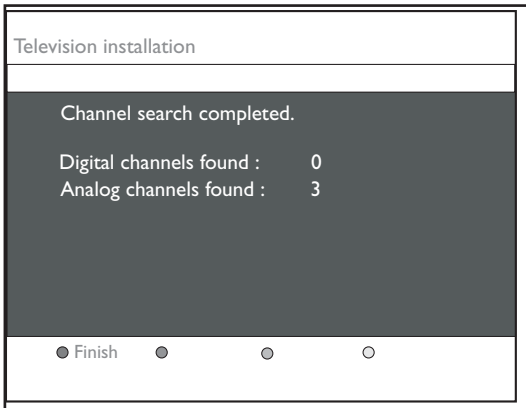 Television installation
Channel search completed.
Digital channels found : 0
Analog channels found : 3
Finish